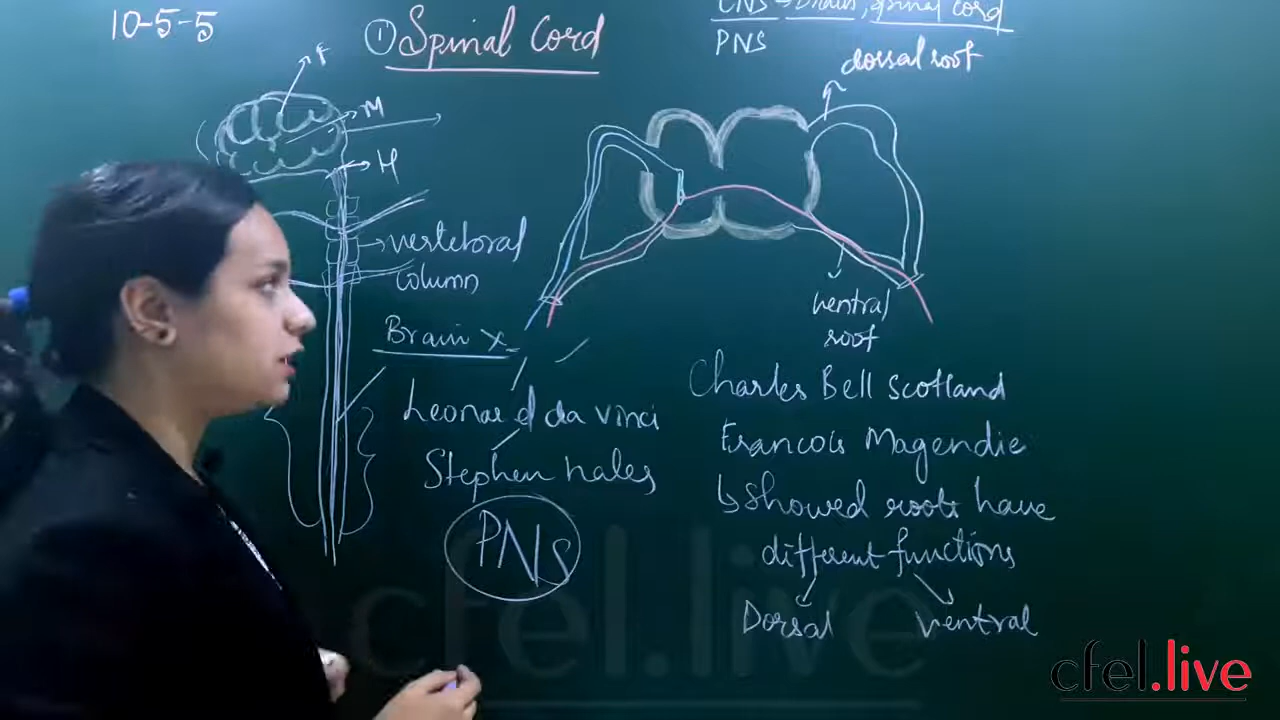 10-5-5
① Spinal Cord
CNS → Brain, spinal cord
PNS
dorsal root
F
M
H
vertebral
column
ventral
root
Brain x
Leonard da vinci
Stephen hales
PNS
Charles Bell Scotland
Francois Magendie
↳ showed roots have
different functions
Dorsal
ventral
cfel.live
cfel.live